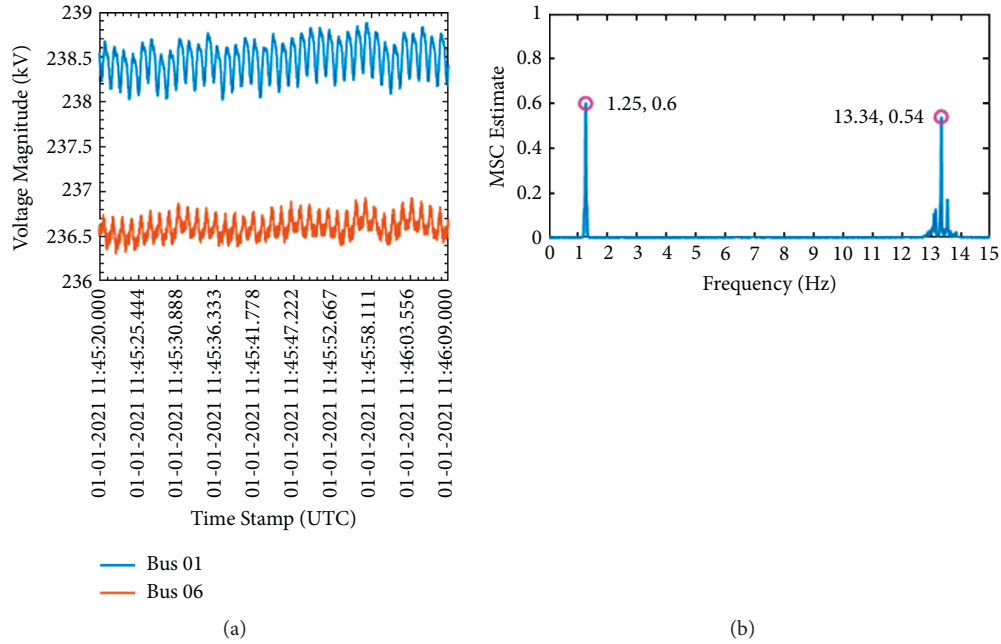 239
238.5
238
237.5
237
236.5
236
Voltage Magnitude (kV)
01-01-2021 11:45:20.000
01-01-2021 11:45:25.444
01-01-2021 11:45:30.888
01-01-2021 11:45:36.333
01-01-2021 11:45:41.778
01-01-2021 11:45:47.222
01-01-2021 11:45:52.667
01-01-2021 11:45:58.111
01-01-2021 11:46:03.556
01-01-2021 11:46:09.000
Time Stamp (UTC)
Bus 01
Bus 06
(a)
1
0.8
0.6
0.4
0.2
0
MSC Estimate
1.25, 0.6
13.34, 0.54
0 1 2 3 4 5 6 7 8 9 10 11 12 13 14 15
Frequency (Hz)
(b)